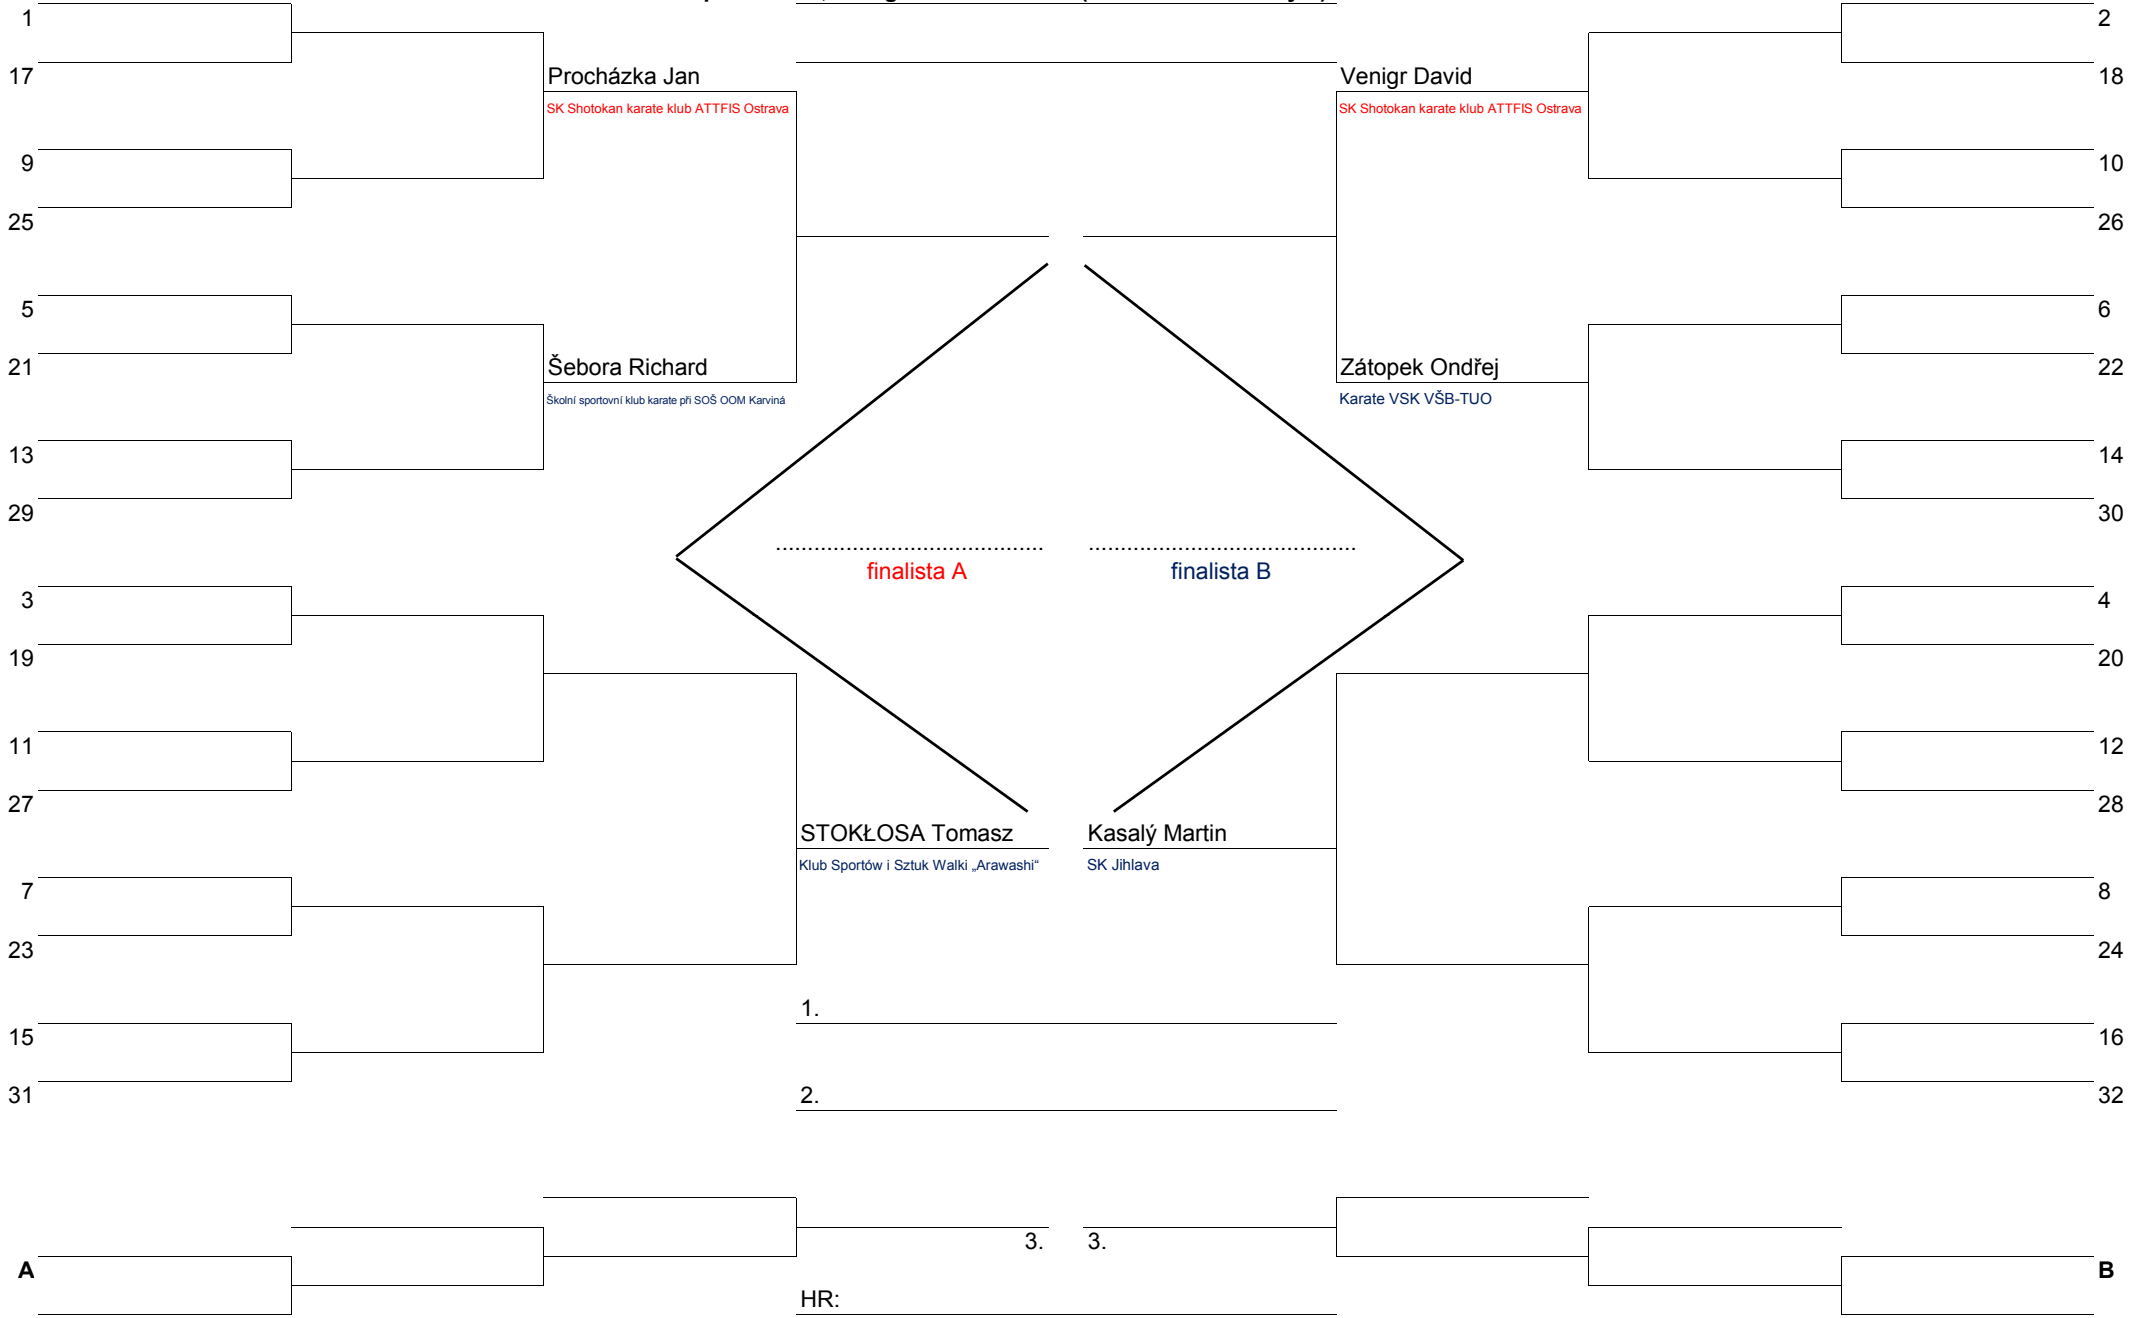 1
2
17
Procházka Jan
Venigr David
18
SK Shotokan karate klub ATTFIS Ostrava
SK Shotokan karate klub ATTFIS Ostrava
9
10
25
26
5
6
21
Šebora Richard
Zátopek Ondřej
22
Školní sportovní klub karate při SOŠ OOM Karviná
Karate VSK VŠB-TUO
13
14
29
30
..........................................
..........................................
finalista A
finalista B
3
4
19
20
11
12
27
28
STOKŁOSA Tomasz
Kasalý Martin
Klub Sportów i Sztuk Walki „Arawashi“
SK Jihlava
7
8
23
24
1.
15
16
31
2.
32
3.
3.
A
B
HR: